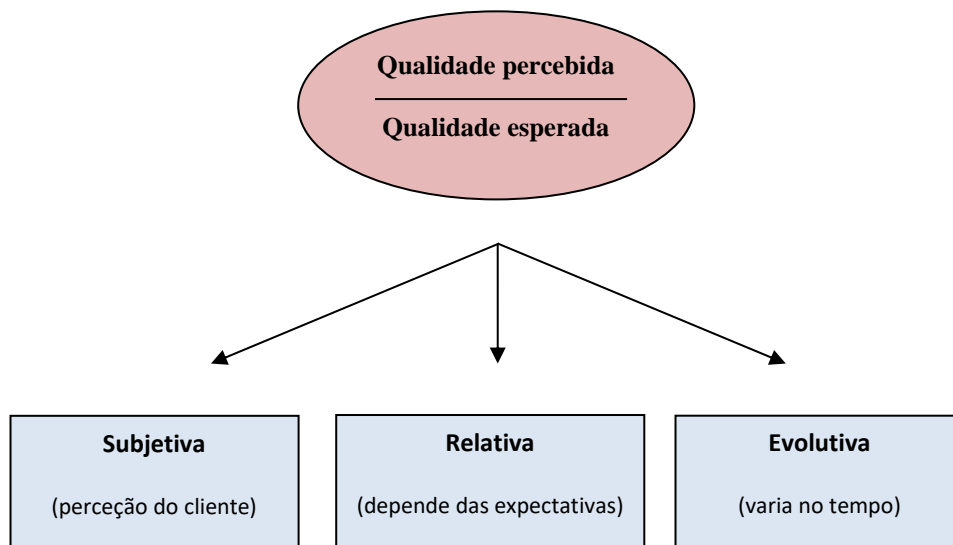 Qualidade percebida
Qualidade esperada
Subjetiva
(perceção do cliente)
Relativa
(depende das expectativas)
Evolutiva
(varia no tempo)